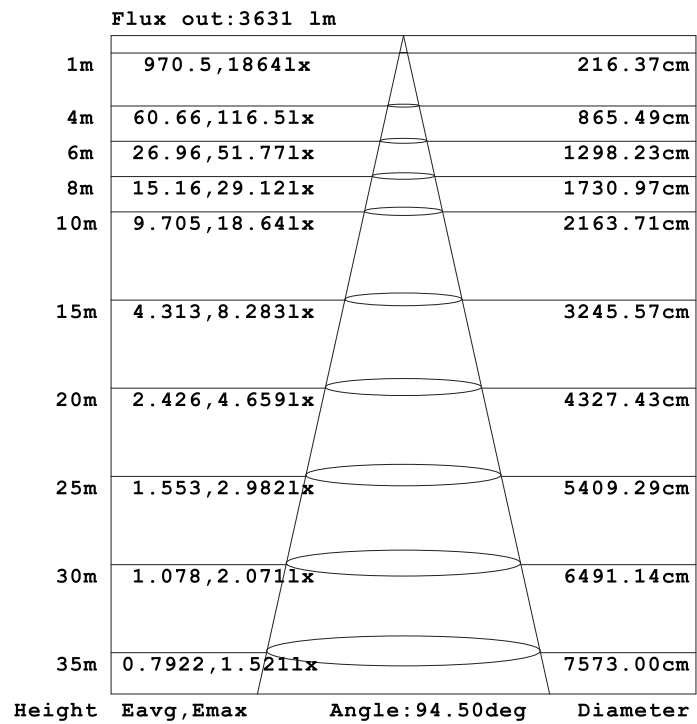 Flux out:3631 lm
1m 970.5,1864lx 216.37cm
4m 60.66,116.5lx 865.49cm
6m 26.96,51.77lx 1298.23cm
8m 15.16,29.12lx 1730.97cm
10m 9.705,18.64lx 2163.71cm
15m 4.313,8.283lx 3245.57cm
20m 2.426,4.659lx 4327.43cm
25m 1.553,2.982lx 5409.29cm
30m 1.078,2.071lx 6491.14cm
35m 0.7922,1.521lx 7573.00cm
Height Eavg,Emax Angle:94.50deg Diameter